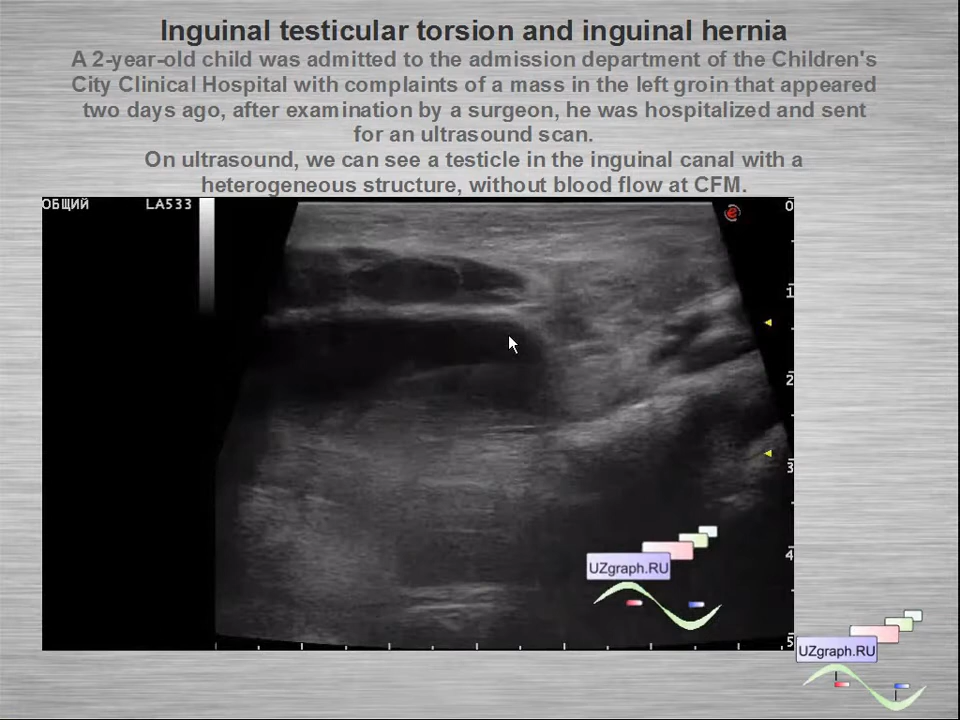 Inguinal testicular torsion and inguinal hernia
A 2-year-old child was admitted to the admission department of the Children's
City Clinical Hospital with complaints of a mass in the left groin that appeared
two days ago, after examination by a surgeon, he was hospitalized and sent
for an ultrasound scan.
On ultrasound, we can see a testicle in the inguinal canal with a
heterogeneous structure, without blood flow at CFM.
ОБЩИЙ LA533
e
0
1
2
3
4
5
UZgraph.RU
UZgraph.RU